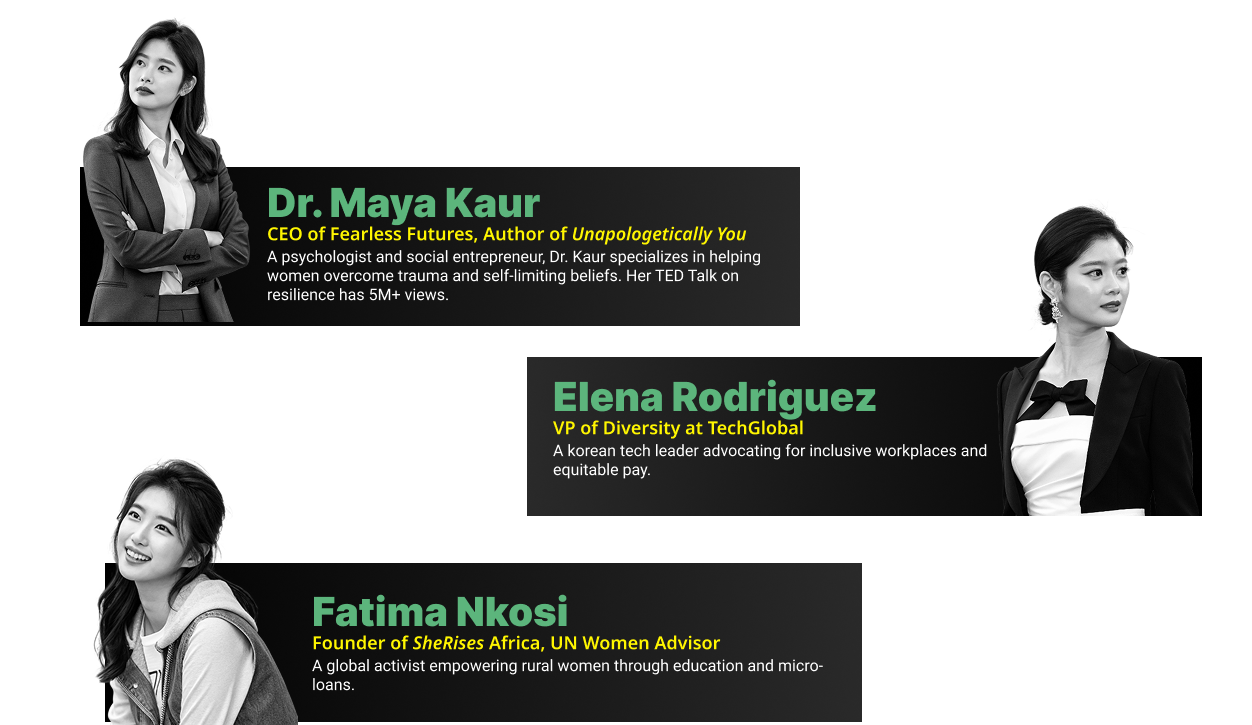 Dr. Maya Kaur
CEO of Fearless Futures, Author of Unapologetically You
A psychologist and social entrepreneur, Dr. Kaur specializes in helping
women overcome trauma and self-limiting beliefs. Her TED Talk on
resilience has 5M+ views.
Elena Rodriguez
VP of Diversity at TechGlobal
A korean tech leader advocating for inclusive workplaces and
equitable pay.
Fatima Nkosi
Founder of SheRises Africa, UN Women Advisor
A global activist empowering rural women through education and micro-
loans.